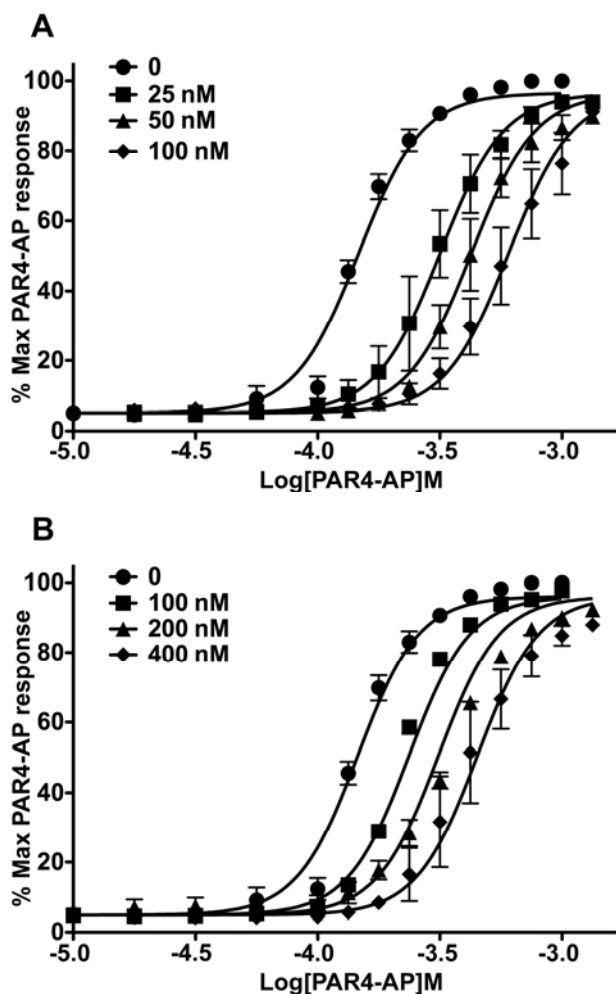 A
0
25 nM
50 nM
100 nM
% Max PAR4-AP response
100
80
60
40
20
0
-5.0 -4.5 -4.0 -3.5 -3.0
Log[PAR4-AP]M
B
0
100 nM
200 nM
400 nM
% Max PAR4-AP response
100
80
60
40
20
0
-5.0 -4.5 -4.0 -3.5 -3.0
Log[PAR4-AP]M